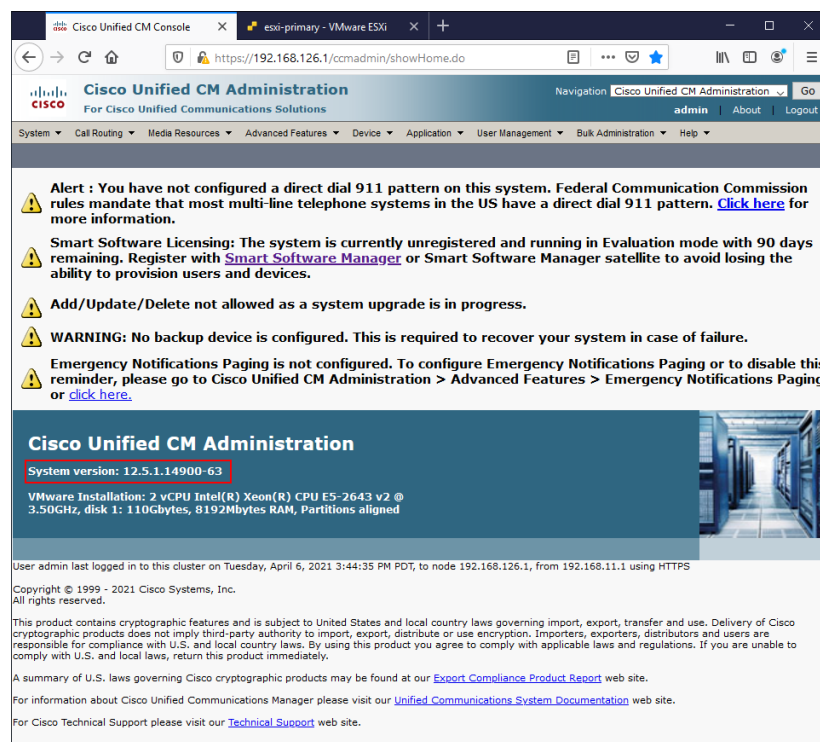 Cisco Unified CM Console
esxi-primary - VMware ESXi
https://192.168.126.1/ccmadmin/showHome.do
CISCO
Cisco Unified CM Administration
For Cisco Unified Communications Solutions
Navigation Cisco Unified CM Administration Go
admin | About | Logout
System Call Routing Media Resources Advanced Features Device Application User Management Bulk Administration Help
Alert : You have not configured a direct dial 911 pattern on this system. Federal Communication Commission
rules mandate that most multi-line telephone systems in the US have a direct dial 911 pattern. Click here for
more information.
Smart Software Licensing: The system is currently unregistered and running in Evaluation mode with 90 days
remaining. Register with Smart Software Manager or Smart Software Manager satellite to avoid losing the
ability to provision users and devices.
Add/Update/Delete not allowed as a system upgrade is in progress.
WARNING: No backup device is configured. This is required to recover your system in case of failure.
Emergency Notifications Paging is not configured. To configure Emergency Notifications Paging or to disable this
reminder, please go to Cisco Unified CM Administration > Advanced Features > Emergency Notifications Paging
or click here.
Cisco Unified CM Administration
System version: 12.5.1.14900-63
VMware Installation: 2 vCPU Intel(R) Xeon(R) CPU E5-2643 v2 @
3.50GHz, disk 1: 110Gbytes, 8192Mbytes RAM, Partitions aligned
User admin last logged in to this cluster on Tuesday, April 6, 2021 3:44:35 PM PDT, to node 192.168.126.1, from 192.168.11.1 using HTTPS
Copyright © 1999 - 2021 Cisco Systems, Inc.
All rights reserved.
This product contains cryptographic features and is subject to United States and local country laws governing import, export, transfer and use. Delivery of Cisco
cryptographic products does not imply third-party authority to import, export, distribute or use encryption. Importers, exporters, distributors and users are
responsible for compliance with U.S. and local country laws. By using this product you agree to comply with applicable laws and regulations. If you are unable to
comply with U.S. and local laws, return this product immediately.
A summary of U.S. laws governing Cisco cryptographic products may be found at our Export Compliance Product Report web site.
For information about Cisco Unified Communications Manager please visit our Unified Communications System Documentation web site.
For Cisco Technical Support please visit our Technical Support web site.